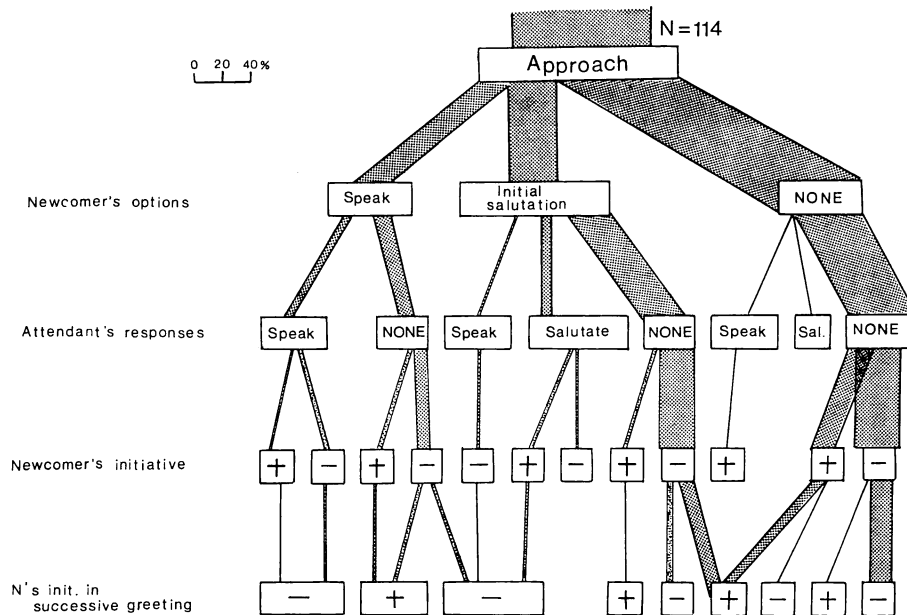 N=114
0 20 40%
Approach
Newcomer's options
Speak
Initial
salutation
NONE
Attendant's responses
Speak
NONE
Speak
Salutate
NONE
Speak
Sal.
NONE
Newcomer's initiative
+ − + − − + − + − + + −
N's init. in
successive greeting
− + − + − + − + −